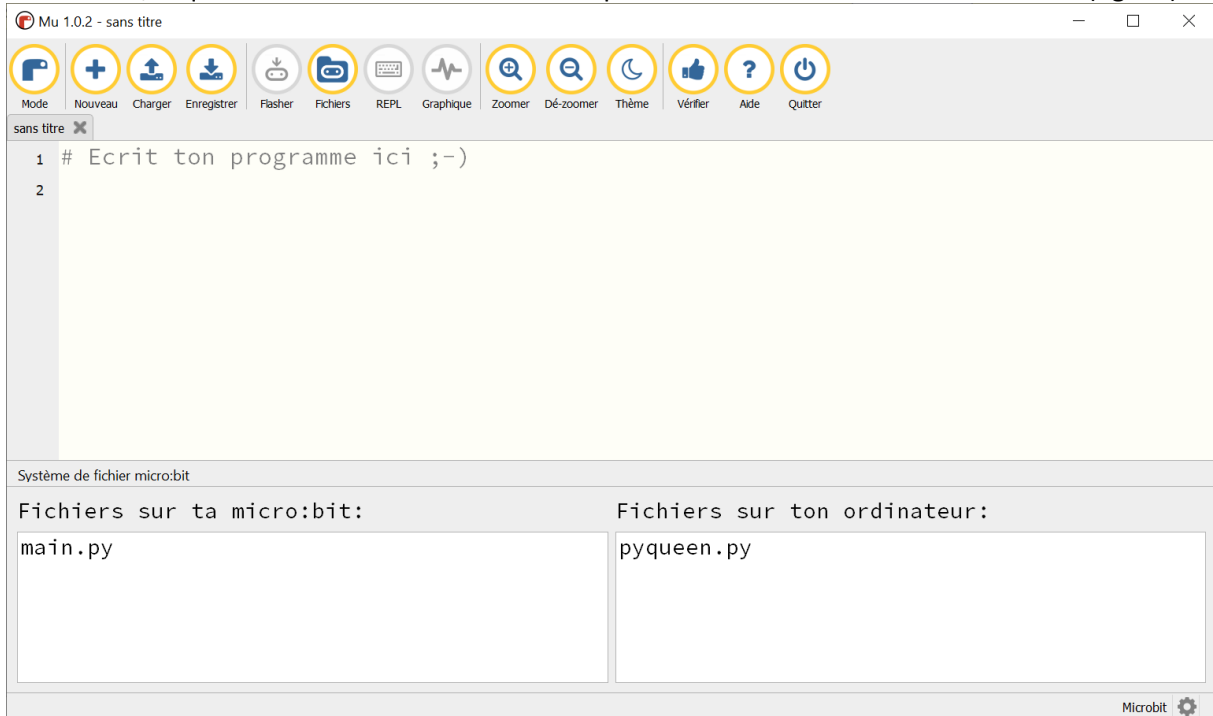 Mu 1.0.2 - sans titre
Mode Nouveau Charger Enregistrer Flasher Fichiers REPL Graphique Zoomer Dé-zoomer Thème Vérifier Aide Quitter
sans titre
1 # Ecrit ton programme ici ;-)
2
Système de fichier micro:bit
Fichiers sur ta micro:bit: Fichiers sur ton ordinateur:
main.py pyqueen.py
Microbit